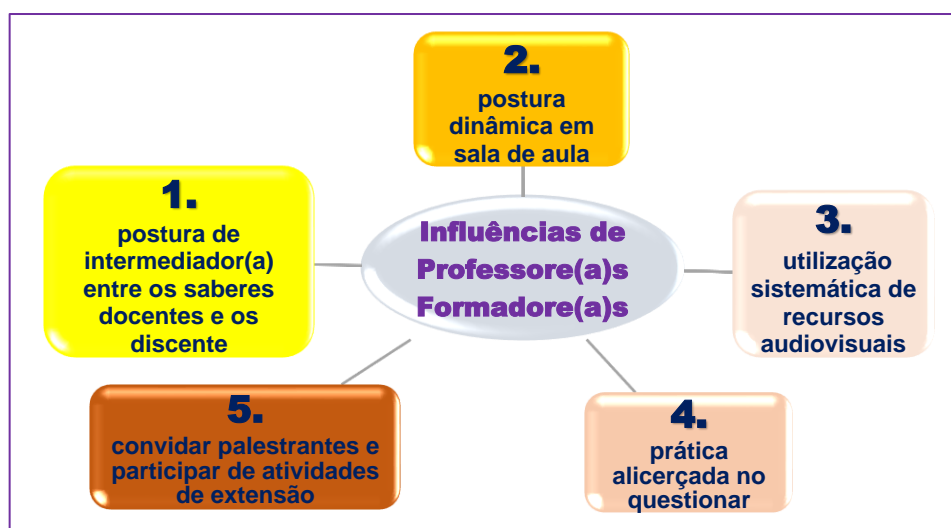 Influências de
Professore(a)s
Formadore(a)s
1.
postura de
intermediador(a)
entre os saberes
docentes e os
discente
2.
postura
dinâmica em
sala de aula
3.
utilização
sistemática de
recursos
audiovisuais
4.
prática
alicerçada no
questionar
5.
convidar palestrantes e
participar de atividades
de extensão